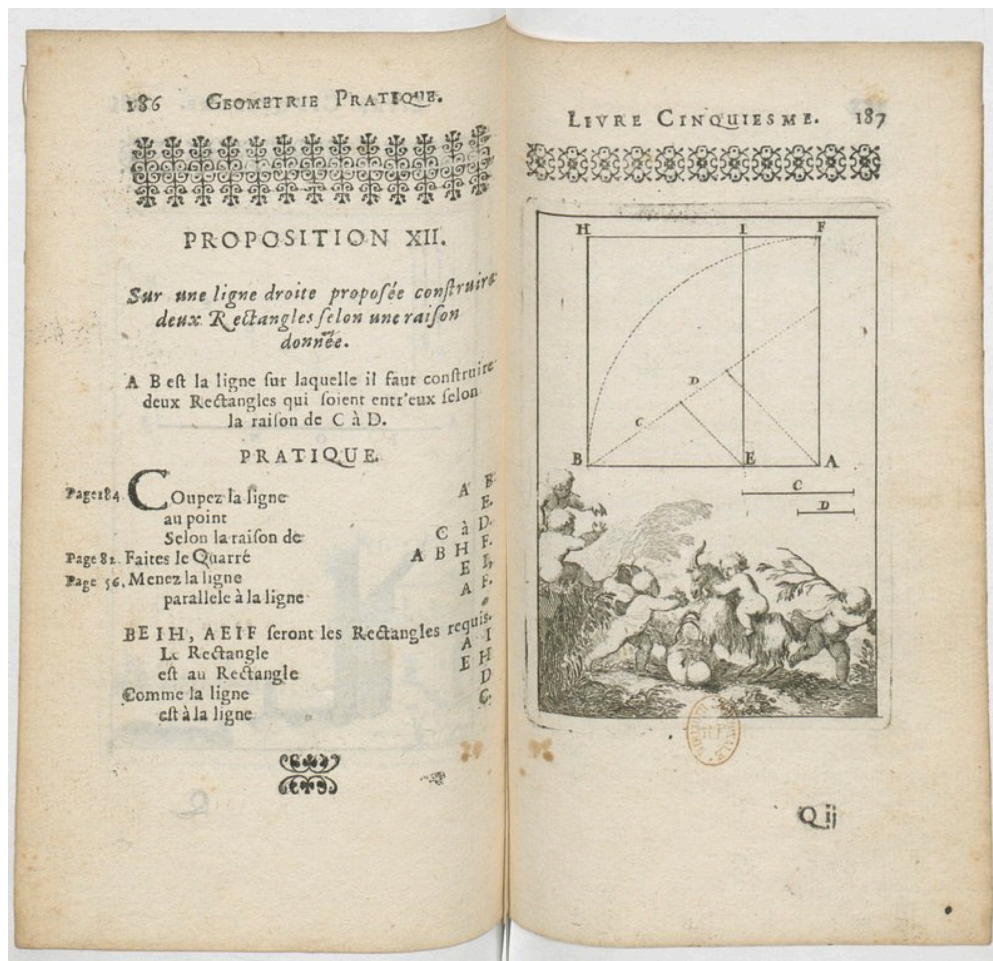 186 GEOMETRIE PRATIQUE.
PROPOSITION XII.
Sur une ligne droite proposée construire
deux Rectangles selon une raison
donnée.
A B est la ligne sur laquelle il faut construire
deux Rectangles qui soient entr'eux selon
la raison de C à D.
PRATIQUE.
Page 184. Coupez la ligne A B
au point E.
Selon la raison de C à D.
Page 82. Faites le Quarré A B H F.
Page 56. Menez la ligne E I,
parallele à la ligne A F.
BEIH, AEIF seront les Rectangles requis.
Le Rectangle A I
est au Rectangle E H
Comme la ligne D
est à la ligne C.
LIVRE CINQUIESME. 187
H I F
D
C
B E A
C
D
Q ij